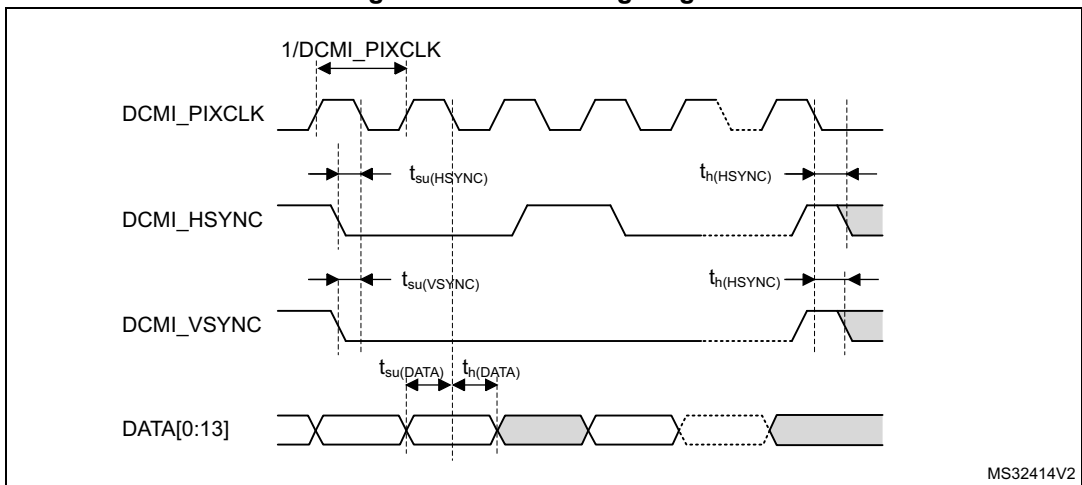 1/DCMI_PIXCLK
DCMI_PIXCLK
tsu(HSYNC)
th(HSYNC)
DCMI_HSYNC
tsu(VSYNC)
th(HSYNC)
DCMI_VSYNC
tsu(DATA) th(DATA)
DATA[0:13]
MS32414V2